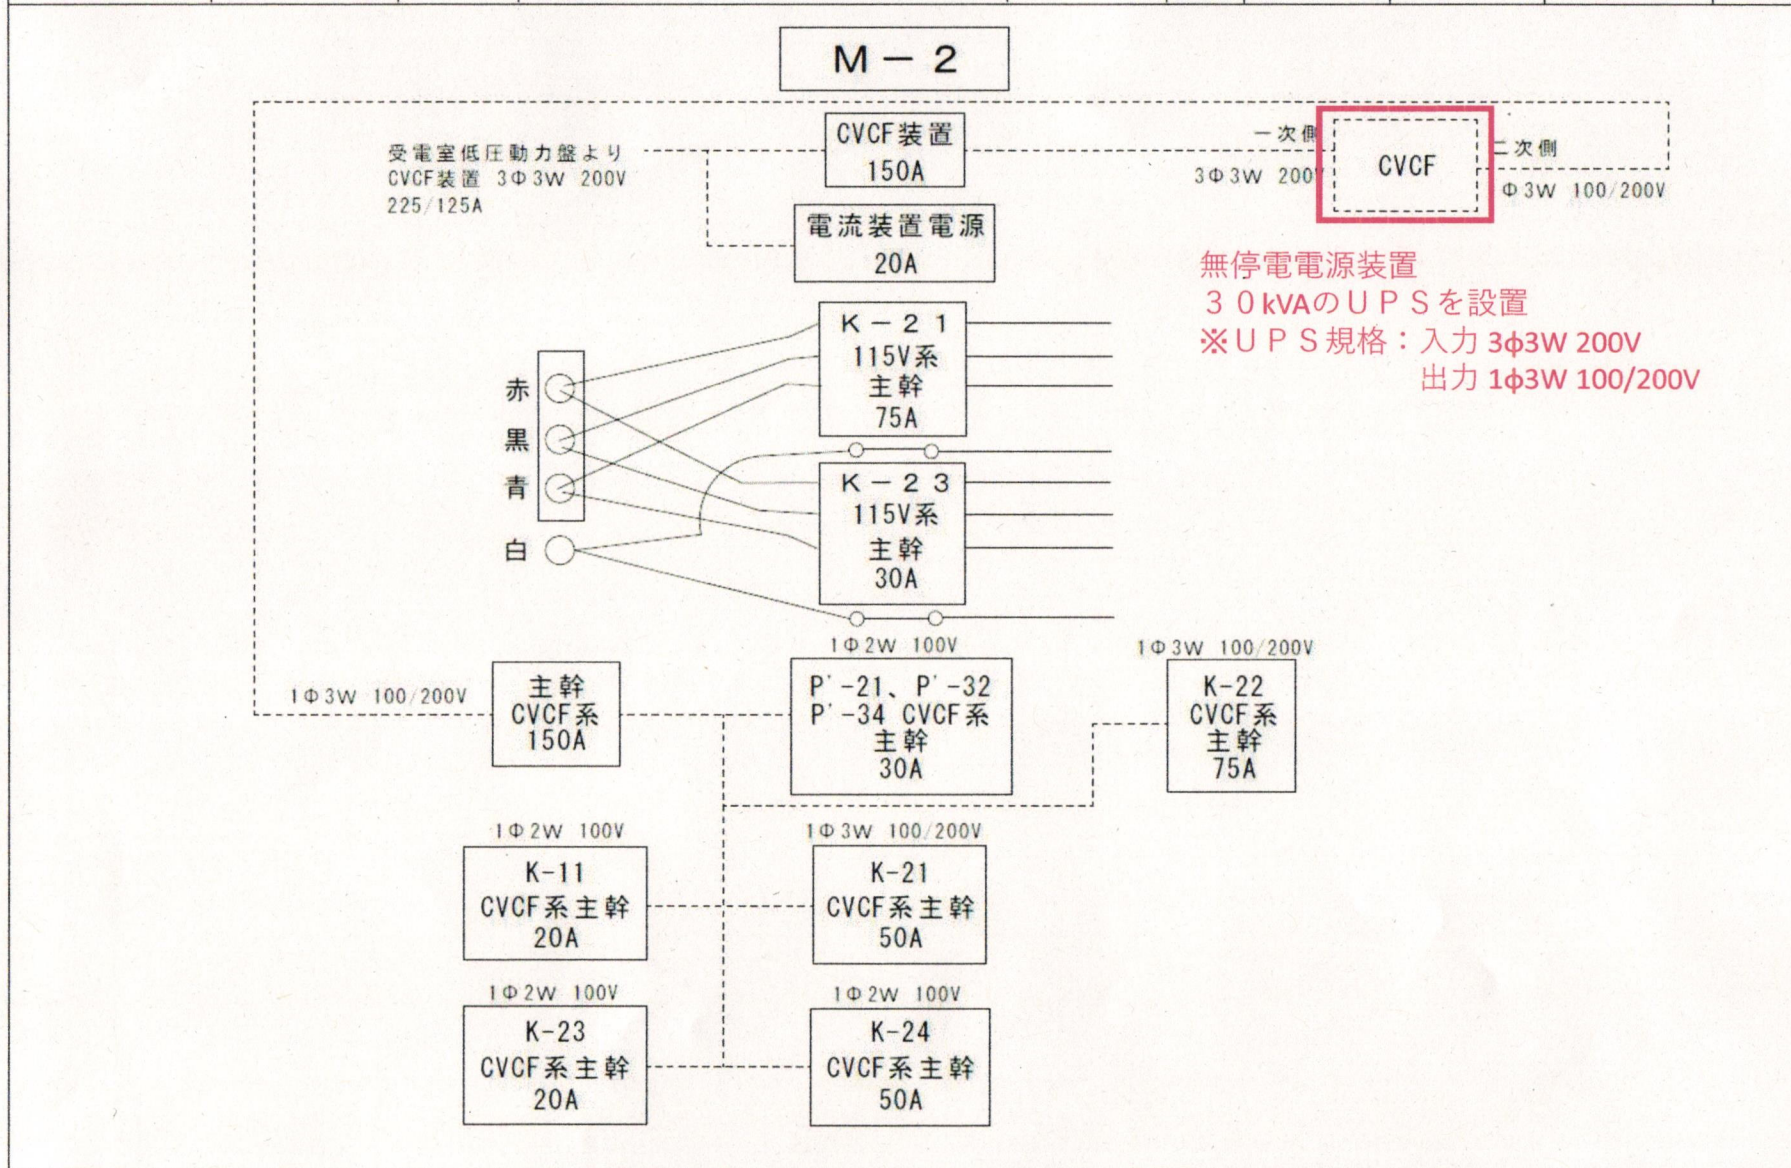 M－2
受電室低圧動力盤より
CVCF装置 3Φ3W 200V
225/125A
CVCF装置
150A
一次側
3Φ3W 200V
CVCF
二次側
Φ3W 100/200V
電流装置電源
20A
無停電電源装置
３０kVAのＵＰＳを設置
※ＵＰＳ規格：入力 3φ3W 200V
出力 1φ3W 100/200V
赤
黒
青
白
K－21
115V系
主幹
75A
K－23
115V系
主幹
30A
1Φ3W 100/200V
主幹
CVCF系
150A
1Φ2W 100V
P'-21、P'-32
P'-34 CVCF系
主幹
30A
1Φ3W 100/200V
K-22
CVCF系
主幹
75A
1Φ2W 100V
K-11
CVCF系主幹
20A
1Φ3W 100/200V
K-21
CVCF系主幹
50A
1Φ2W 100V
K-23
CVCF系主幹
20A
1Φ2W 100V
K-24
CVCF系主幹
50A